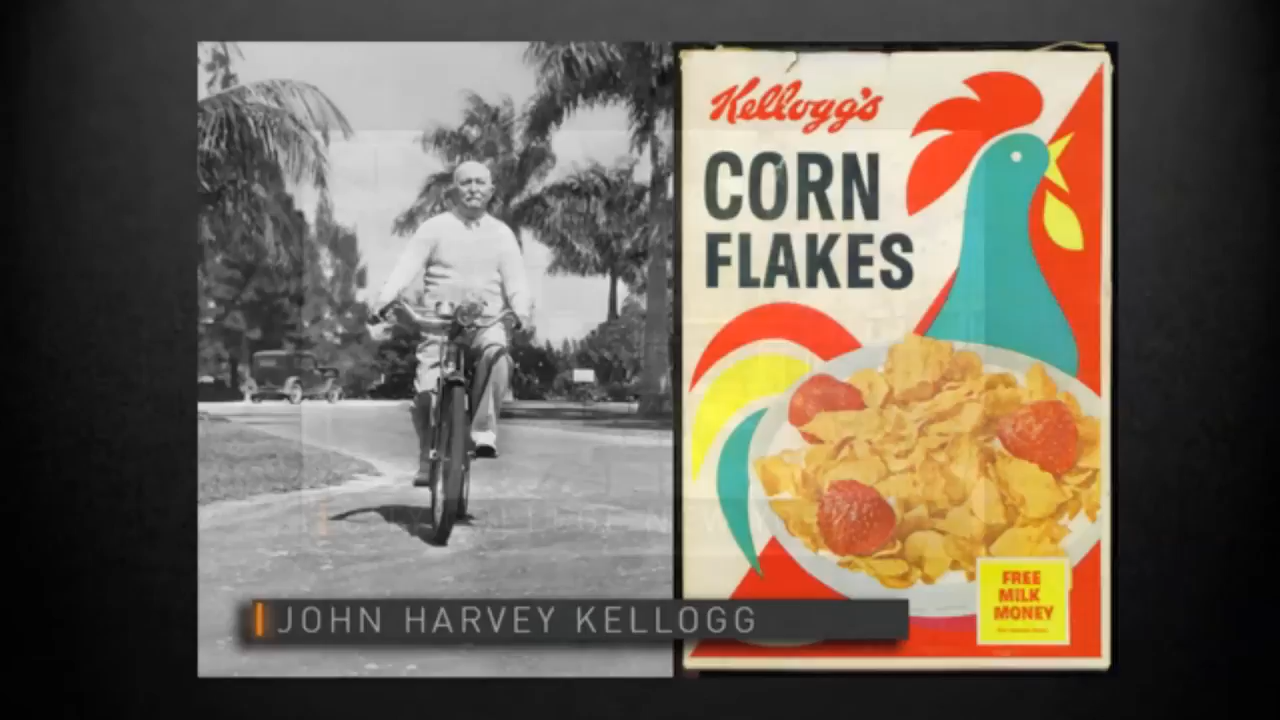 Kellogg's
CORN
FLAKES
FREE
MILK
MONEY
JOHN HARVEY KELLOGG